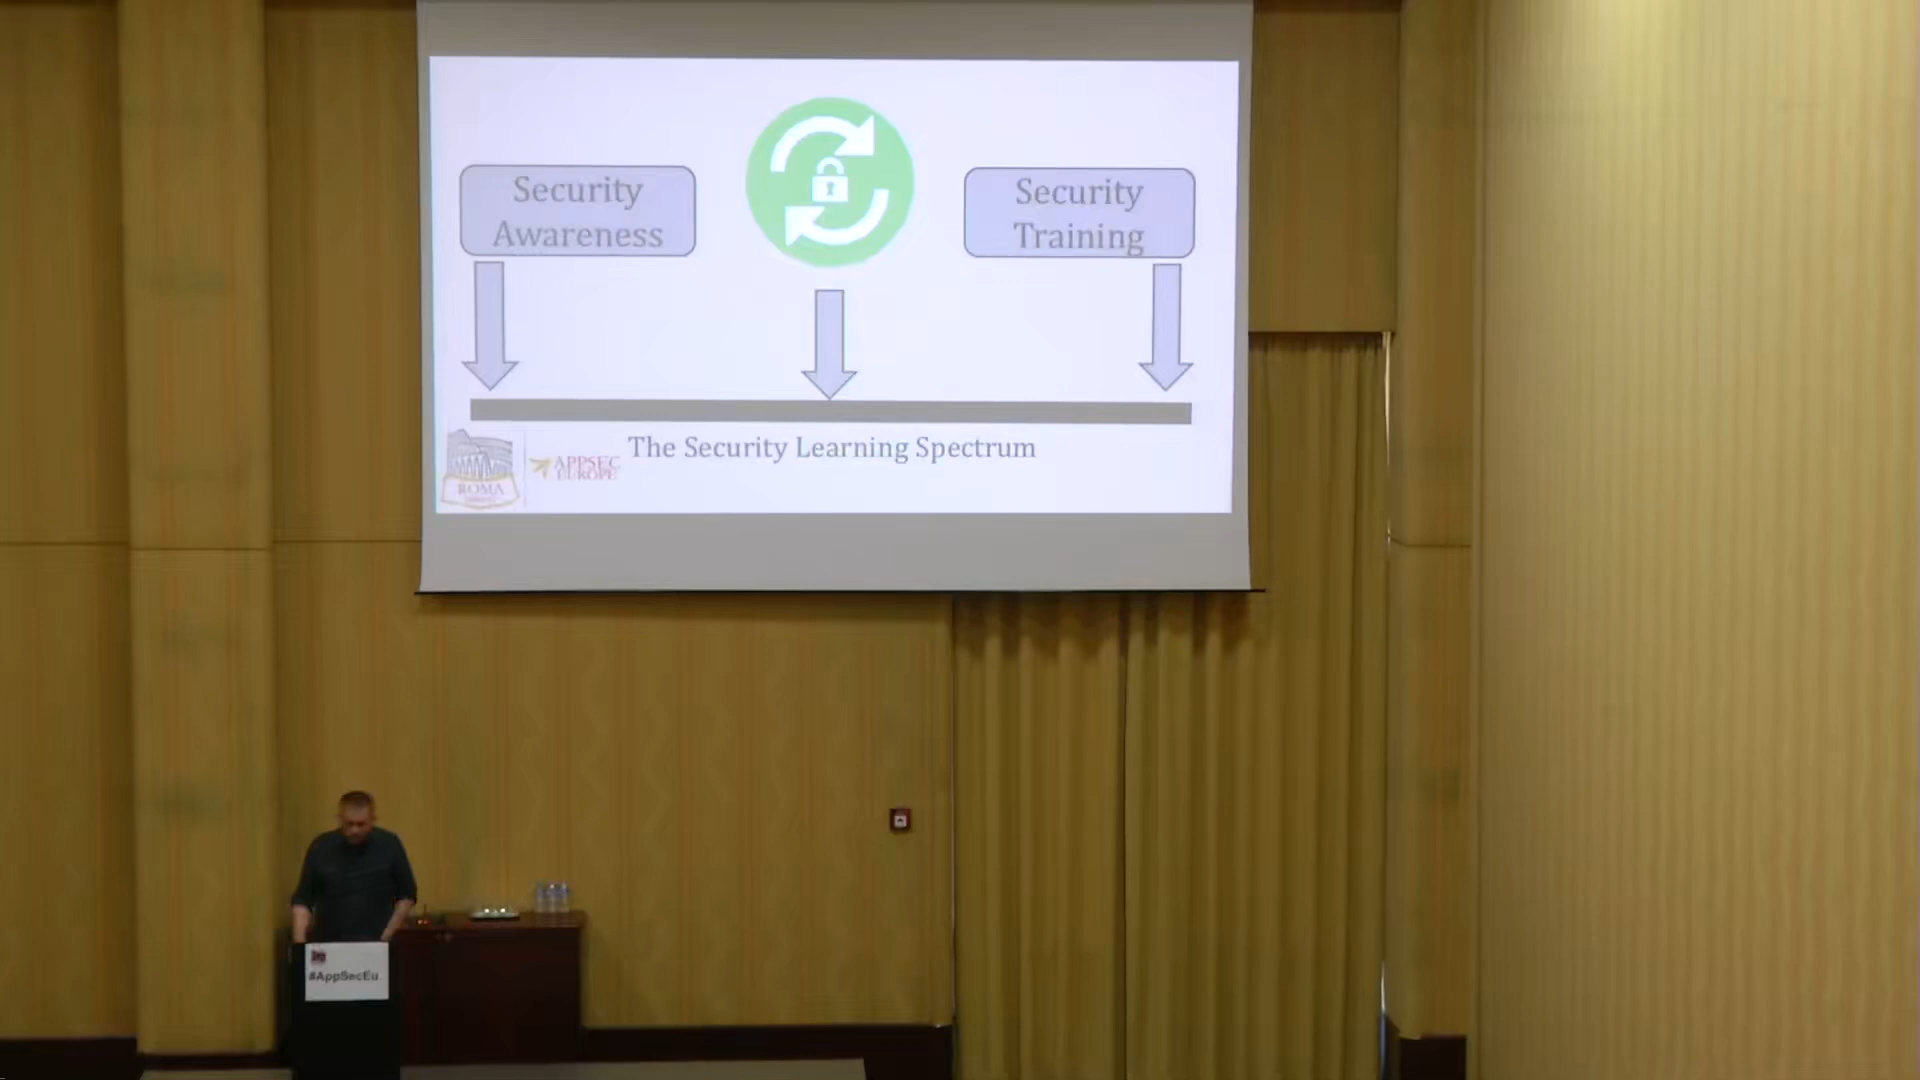 Security
Awareness
Security
Training
The Security Learning Spectrum
ROMA
APPSEC
EUROPE
#AppSecEu